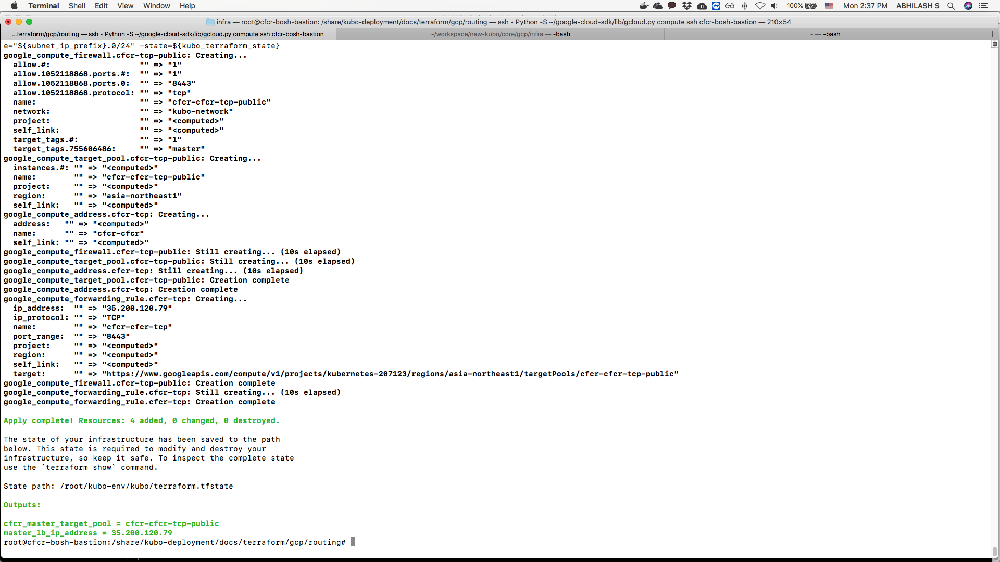 Terminal Shell Edit View Window Help 100% Mon 2:37 PM ABHILASH S
infra — root@cfcr-bosh-bastion: /share/kubo-deployment/docs/terraform/gcp/routing — ssh ◂ Python -S ~/google-cloud-sdk/lib/gcloud.py compute ssh cfcr-bosh-bastion — 210×54
...terraform/gcp/routing — ssh ◂ Python -S ~/google-cloud-sdk/lib/gcloud.py compute ssh cfcr-bosh-bastion ~/workspace/new-kubo/core/gcp/infra — -bash ~ — -bash +
e="${subnet_ip_prefix}.0/24" -state=${kubo_terraform_state}
google_compute_firewall.cfcr-tcp-public: Creating...
  allow.#:                   "" => "1"
  allow.1052118868.ports.#:  "" => "1"
  allow.1052118868.ports.0:  "" => "8443"
  allow.1052118868.protocol: "" => "tcp"
  name:                      "" => "cfcr-cfcr-tcp-public"
  network:                   "" => "kubo-network"
  project:                   "" => "<computed>"
  self_link:                 "" => "<computed>"
  target_tags.#:             "" => "1"
  target_tags.755606486:     "" => "master"
google_compute_target_pool.cfcr-tcp-public: Creating...
  instances.#: "" => "<computed>"
  name:        "" => "cfcr-cfcr-tcp-public"
  project:     "" => "<computed>"
  region:      "" => "asia-northeast1"
  self_link:   "" => "<computed>"
google_compute_address.cfcr-tcp: Creating...
  address:   "" => "<computed>"
  name:      "" => "cfcr-cfcr"
  self_link: "" => "<computed>"
google_compute_firewall.cfcr-tcp-public: Still creating... (10s elapsed)
google_compute_target_pool.cfcr-tcp-public: Still creating... (10s elapsed)
google_compute_address.cfcr-tcp: Still creating... (10s elapsed)
google_compute_target_pool.cfcr-tcp-public: Creation complete
google_compute_address.cfcr-tcp: Creation complete
google_compute_forwarding_rule.cfcr-tcp: Creating...
  ip_address:  "" => "35.200.120.79"
  ip_protocol: "" => "TCP"
  name:        "" => "cfcr-cfcr-tcp"
  port_range:  "" => "8443"
  project:     "" => "<computed>"
  region:      "" => "<computed>"
  self_link:   "" => "<computed>"
  target:      "" => "https://www.googleapis.com/compute/v1/projects/kubernetes-207123/regions/asia-northeast1/targetPools/cfcr-cfcr-tcp-public"
google_compute_firewall.cfcr-tcp-public: Creation complete
google_compute_forwarding_rule.cfcr-tcp: Still creating... (10s elapsed)
google_compute_forwarding_rule.cfcr-tcp: Creation complete
Apply complete! Resources: 4 added, 0 changed, 0 destroyed.
The state of your infrastructure has been saved to the path
below. This state is required to modify and destroy your
infrastructure, so keep it safe. To inspect the complete state
use the `terraform show` command.
State path: /root/kubo-env/kubo/terraform.tfstate
Outputs:
cfcr_master_target_pool = cfcr-cfcr-tcp-public
master_lb_ip_address = 35.200.120.79
root@cfcr-bosh-bastion:/share/kubo-deployment/docs/terraform/gcp/routing#